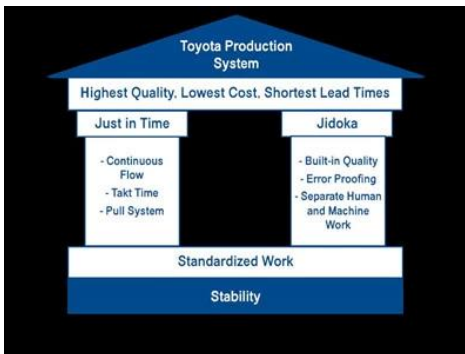 Toyota Production
System
Highest Quality, Lowest Cost, Shortest Lead Times
Just in Time
- Continuous
Flow
- Takt Time
- Pull System
Jidoka
- Built-in Quality
- Error Proofing
- Separate Human
and Machine
Work
Standardized Work
Stability